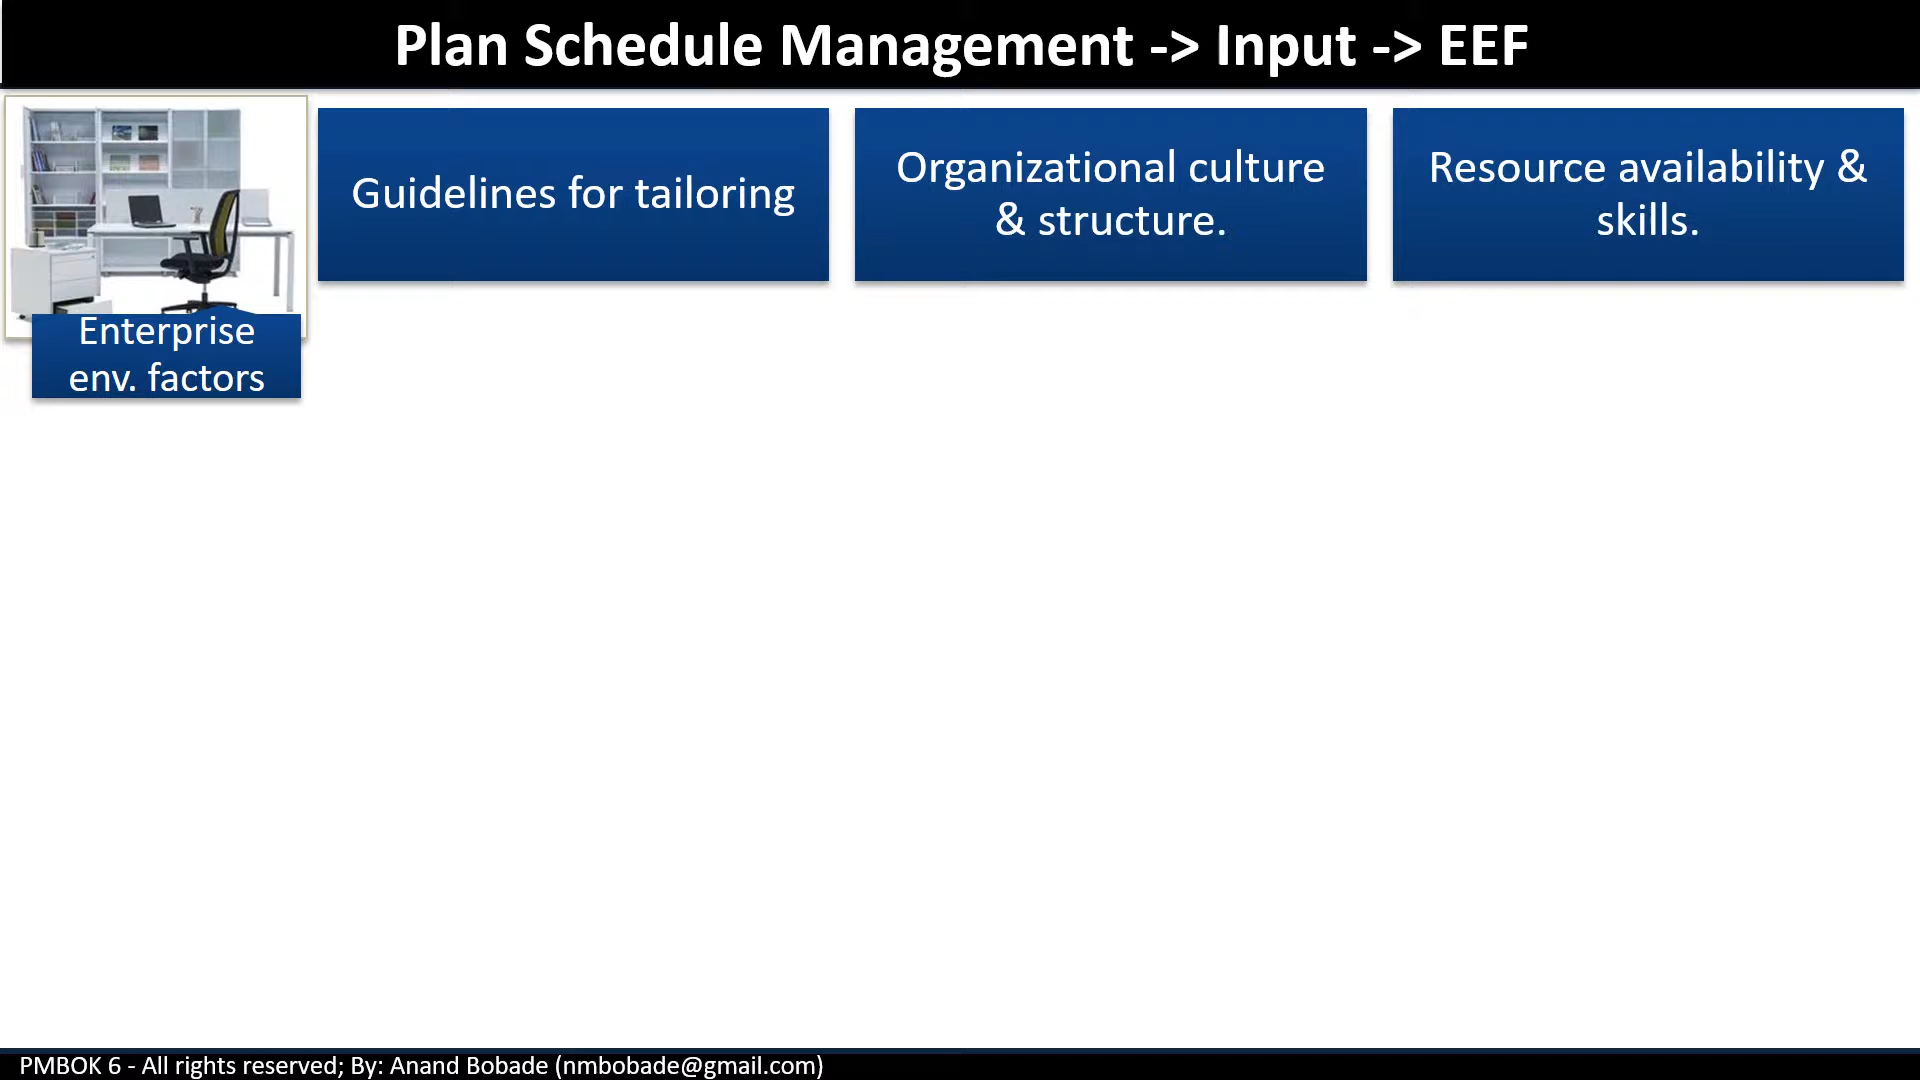 Plan Schedule Management -> Input -> EEF
Guidelines for tailoring
Organizational culture
& structure.
Resource availability &
skills.
Enterprise
env. factors
PMBOK 6 - All rights reserved; By: Anand Bobade (nmbobade@gmail.com)